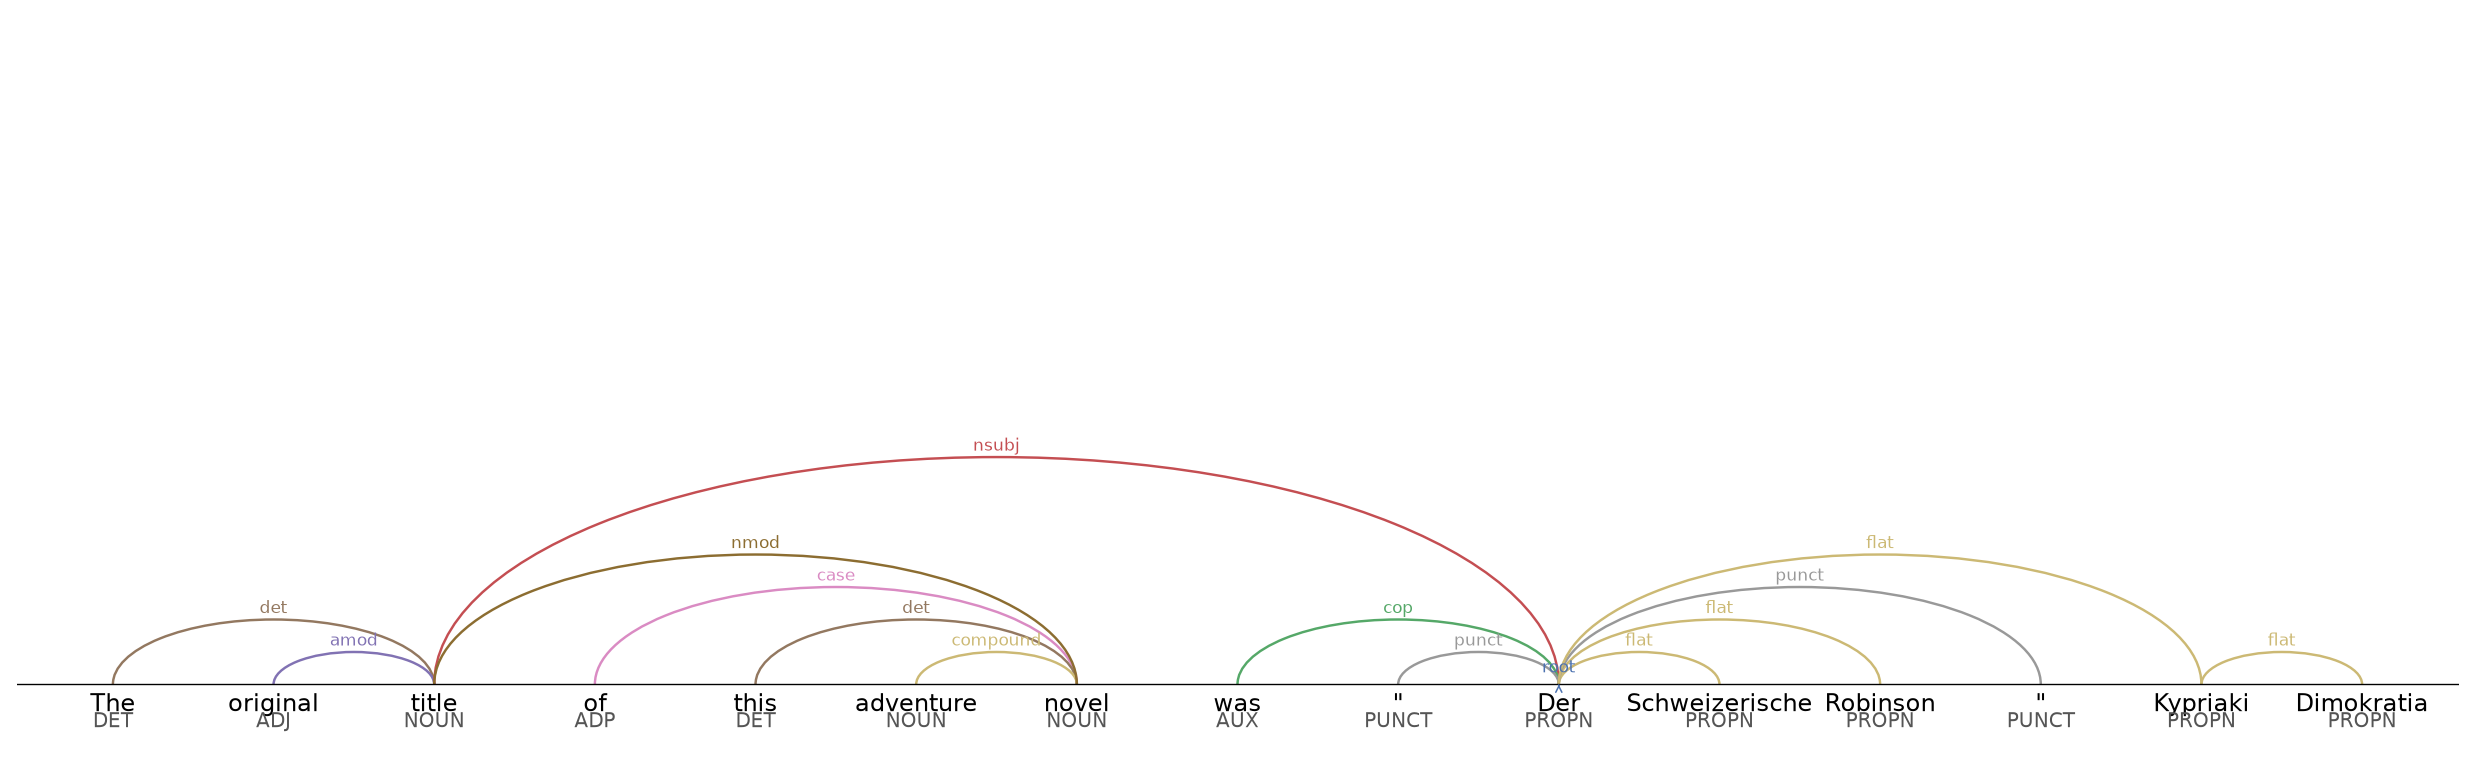 nsubj
nmod flat
case punct
det det cop flat
amod compound punct flat flat
root
The original title of this adventure novel was " Der Schweizerische Robinson " Kypriaki Dimokratia
DET ADJ NOUN ADP DET NOUN NOUN AUX PUNCT PROPN PROPN PROPN PUNCT PROPN PROPN